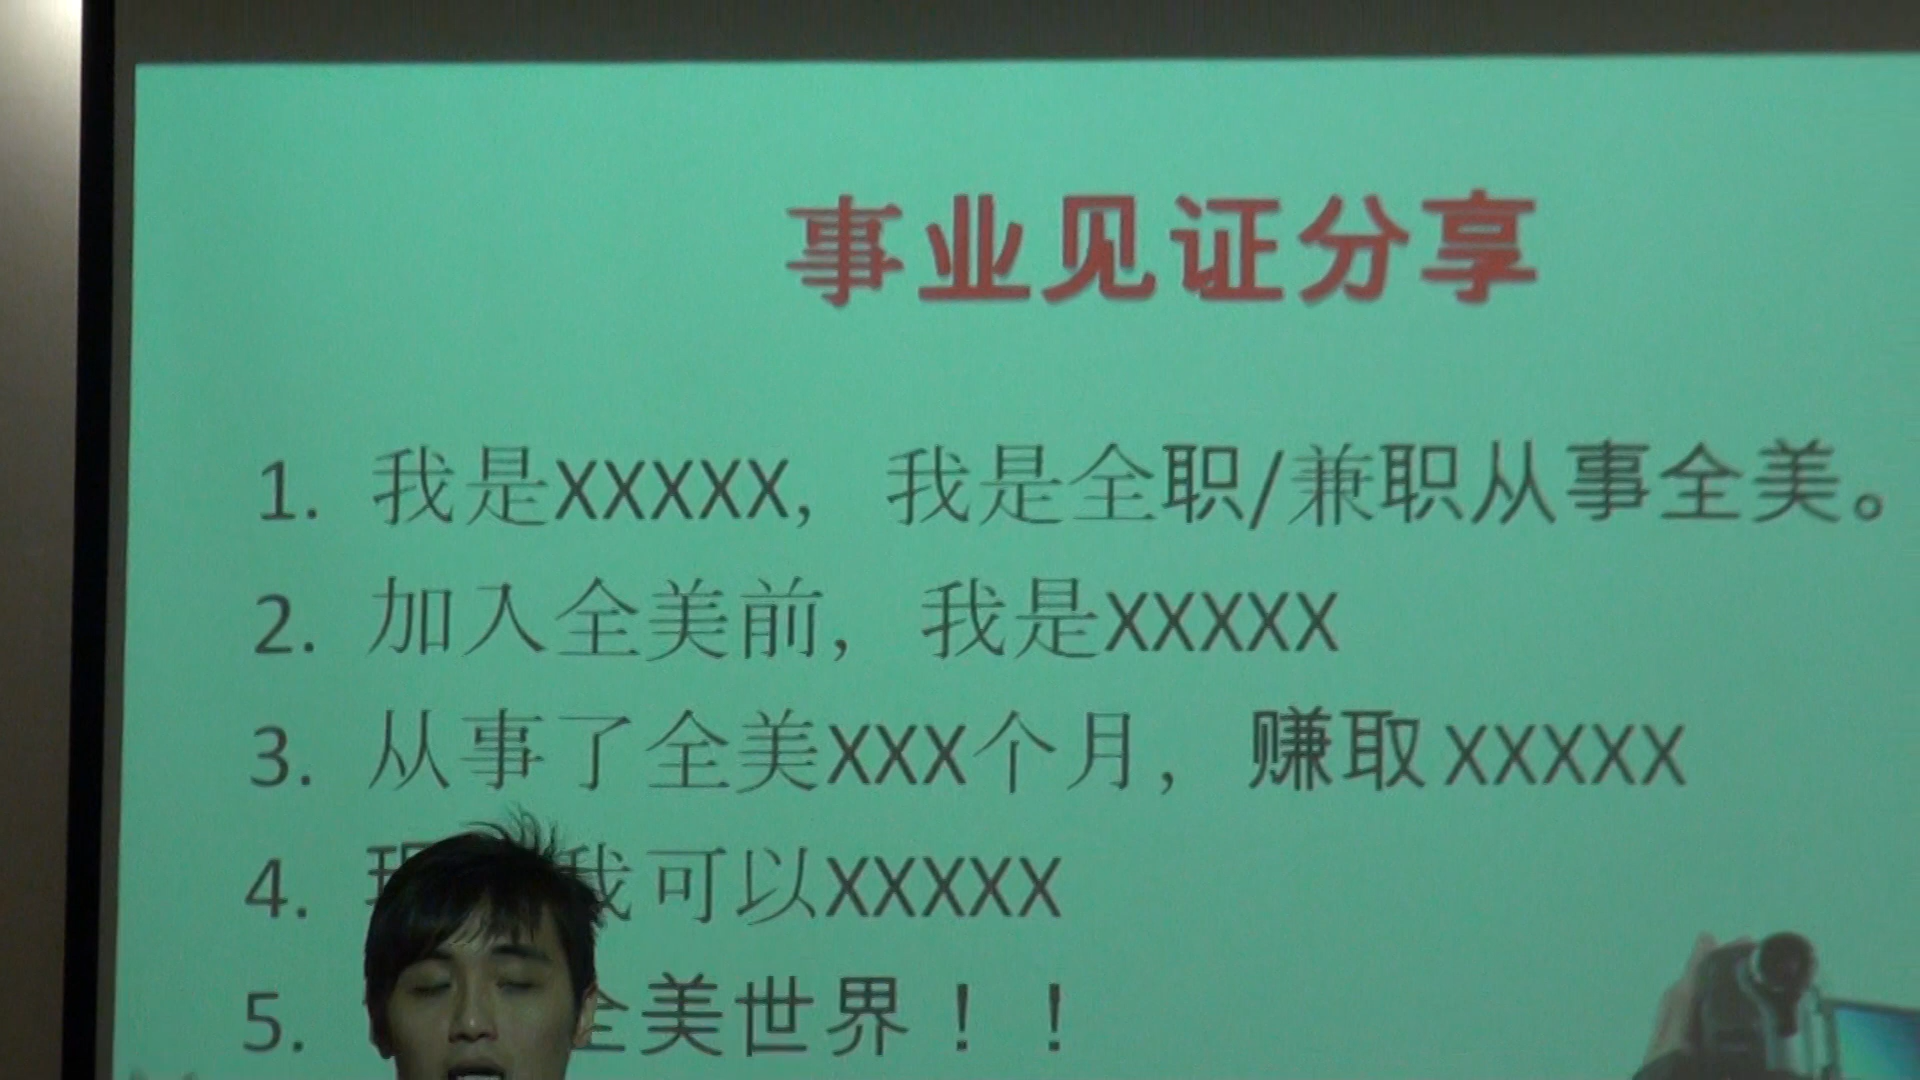 事业见证分享
1. 我是XXXXX，我是全职/兼职从事全美。
2. 加入全美前，我是XXXXX
3. 从事了全美XXX个月，赚取XXXXX
4. 我可以XXXXX
5. 全美世界！！